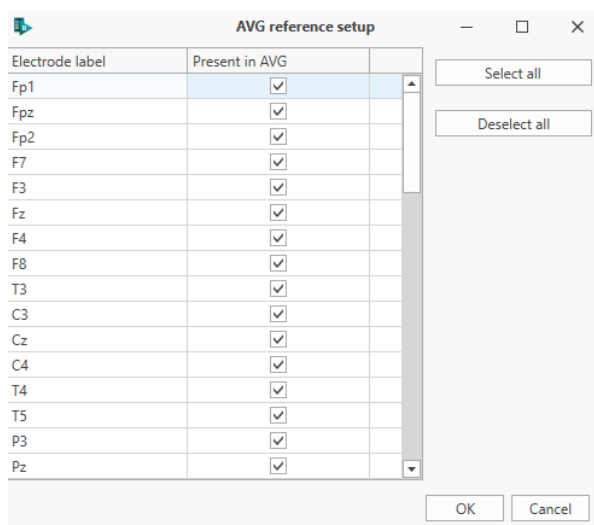 AVG reference setup
Electrode label Present in AVG
Fp1
Fpz
Fp2
F7
F3
Fz
F4
F8
T3
C3
Cz
C4
T4
T5
P3
Pz
Select all
Deselect all
OK Cancel